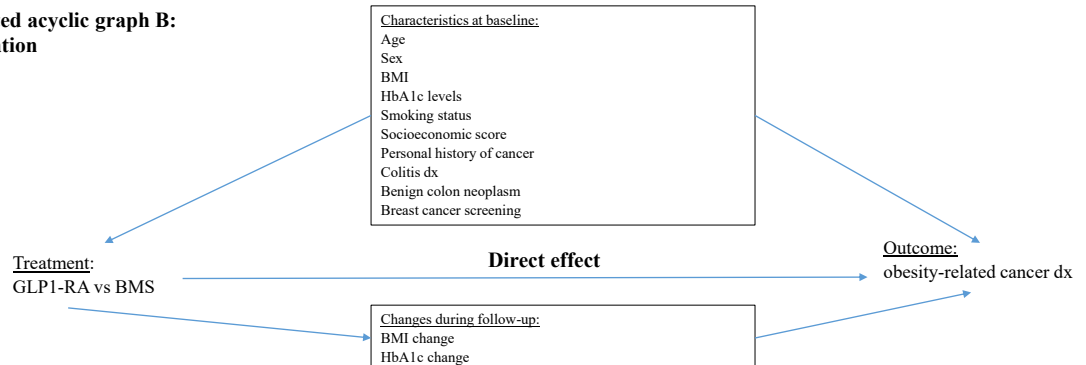 ed acyclic graph B:
Characteristics at baseline:
Age
Sex
BMI
HbA1c levels
Smoking status
Socioeconomic score
Personal history of cancer
Colitis dx
Benign colon neoplasm
Breast cancer screening
Treatment:
GLP1-RA vs BMS
Direct effect
Outcome:
obesity-related cancer dx
Changes during follow-up:
BMI change
HbA1c change